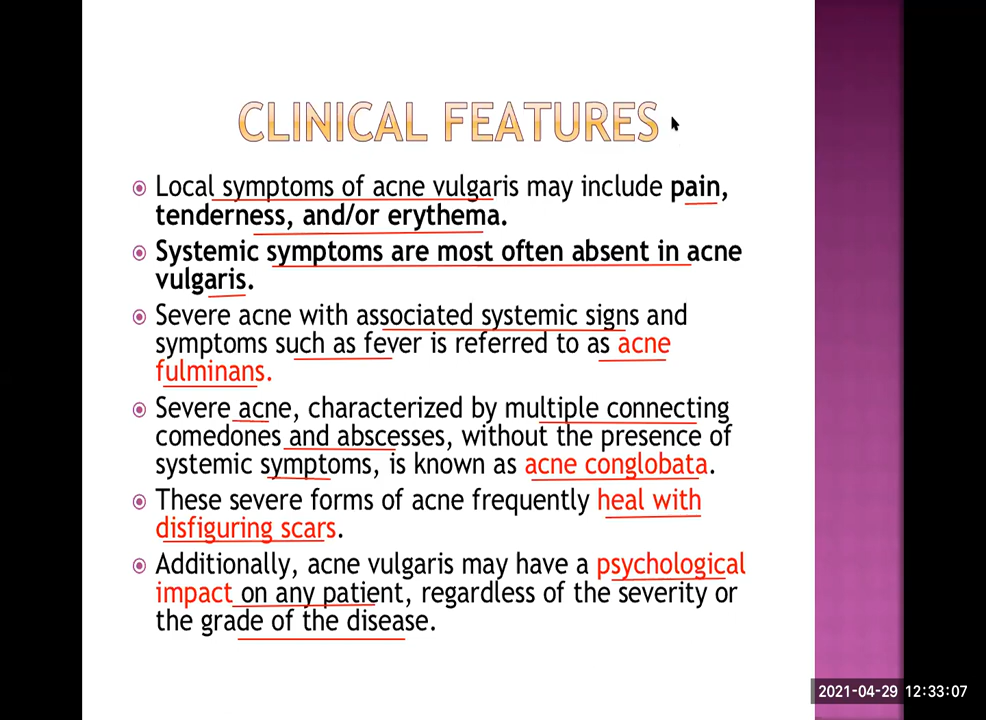 CLINICAL FEATURES
Local symptoms of acne vulgaris may include pain,
tenderness, and/or erythema.
Systemic symptoms are most often absent in acne
vulgaris.
Severe acne with associated systemic signs and
symptoms such as fever is referred to as acne
fulminans.
Severe acne, characterized by multiple connecting
comedones and abscesses, without the presence of
systemic symptoms, is known as acne conglobata.
These severe forms of acne frequently heal with
disfiguring scars.
Additionally, acne vulgaris may have a psychological
impact on any patient, regardless of the severity or
the grade of the disease.
2021-04-29 12:33:07